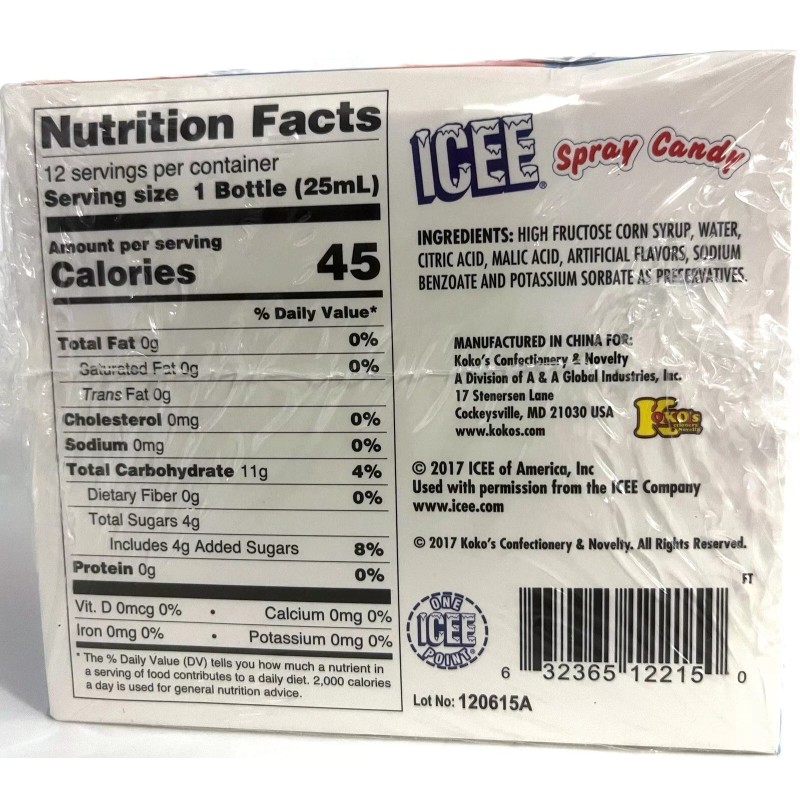 Nutrition Facts
12 servings per container
Serving size 1 Bottle (25mL)
Amount per serving
Calories 45
% Daily Value*
Total Fat 0g 0%
Saturated Fat 0g 0%
Trans Fat 0g
Cholesterol 0mg 0%
Sodium 0mg 0%
Total Carbohydrate 11g 4%
Dietary Fiber 0g 0%
Total Sugars 4g
Includes 4g Added Sugars 8%
Protein 0g 0%
Vit. D 0mcg 0% • Calcium 0mg 0%
Iron 0mg 0% • Potassium 0mg 0%
* The % Daily Value (DV) tells you how much a nutrient in
a serving of food contributes to a daily diet. 2,000 calories
a day is used for general nutrition advice.
ICEE® Spray Candy
INGREDIENTS: HIGH FRUCTOSE CORN SYRUP, WATER,
CITRIC ACID, MALIC ACID, ARTIFICIAL FLAVORS, SODIUM
BENZOATE AND POTASSIUM SORBATE AS PRESERVATIVES.
MANUFACTURED IN CHINA FOR:
Koko's Confectionery & Novelty
A Division of A & A Global Industries, Inc.
17 Stenersen Lane
Cockeysville, MD 21030 USA
www.kokos.com
KOKO'S
Confectionery
& Novelty
© 2017 ICEE of America, Inc
Used with permission from the ICEE Company
www.icee.com
© 2017 Koko's Confectionery & Novelty. All Rights Reserved.
FT
ONE
ICEE
POINT
6 32365 12215 0
Lot No: 120615A